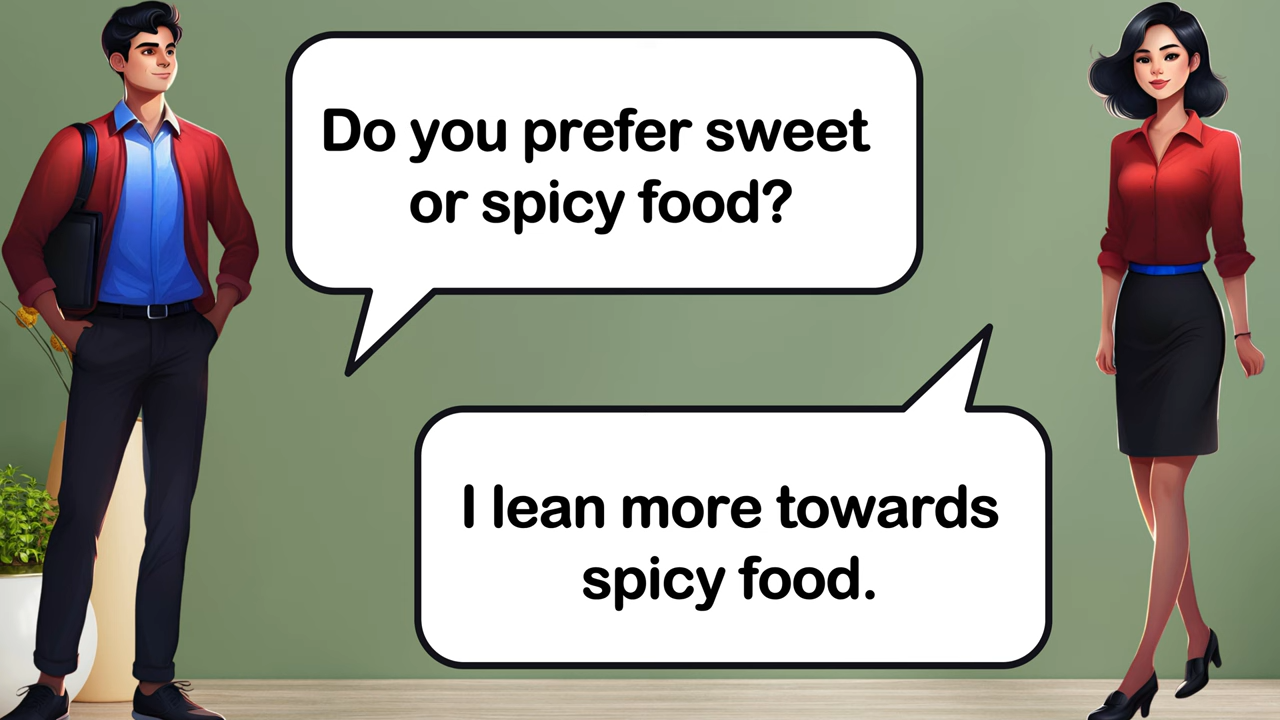 Do you prefer sweet
or spicy food?
I lean more towards
spicy food.